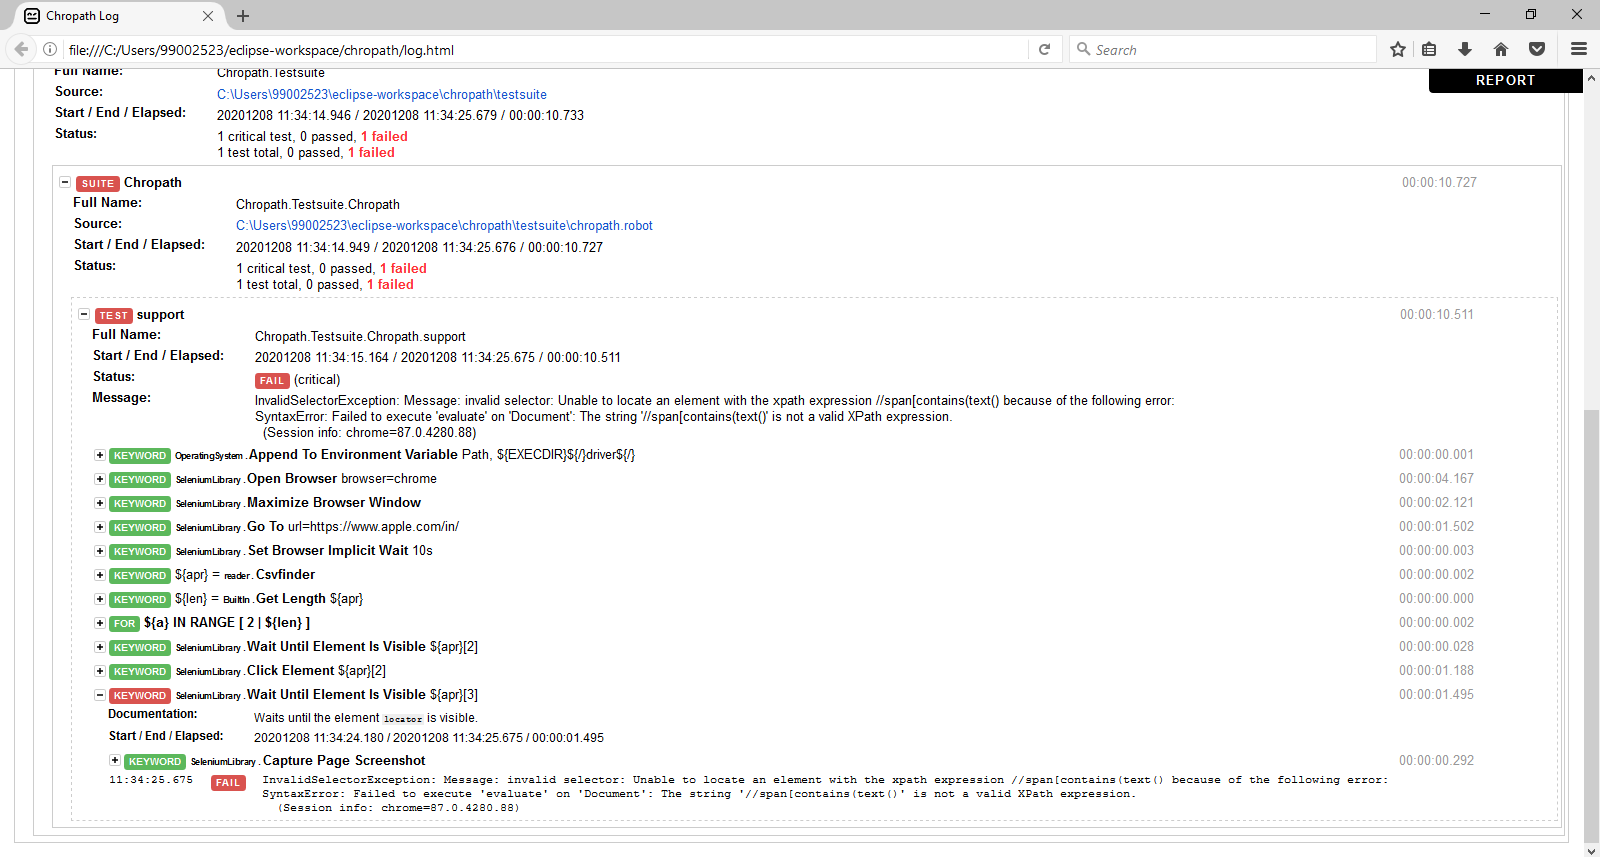 Chropath Log
file:///C:/Users/99002523/eclipse-workspace/chropath/log.html
Search
REPORT
Full Name: Chropath.Testsuite
Source: C:\Users\99002523\eclipse-workspace\chropath\testsuite
Start / End / Elapsed: 20201208 11:34:14.946 / 20201208 11:34:25.679 / 00:00:10.733
Status: 1 critical test, 0 passed, 1 failed
1 test total, 0 passed, 1 failed
SUITE Chropath 00:00:10.727
Full Name: Chropath.Testsuite.Chropath
Source: C:\Users\99002523\eclipse-workspace\chropath\testsuite\chropath.robot
Start / End / Elapsed: 20201208 11:34:14.949 / 20201208 11:34:25.676 / 00:00:10.727
Status: 1 critical test, 0 passed, 1 failed
1 test total, 0 passed, 1 failed
TEST support 00:00:10.511
Full Name: Chropath.Testsuite.Chropath.support
Start / End / Elapsed: 20201208 11:34:15.164 / 20201208 11:34:25.675 / 00:00:10.511
Status: FAIL (critical)
Message: InvalidSelectorException: Message: invalid selector: Unable to locate an element with the xpath expression //span[contains(text() because of the following error:
SyntaxError: Failed to execute 'evaluate' on 'Document': The string '//span[contains(text()' is not a valid XPath expression.
(Session info: chrome=87.0.4280.88)
KEYWORD OperatingSystem.Append To Environment Variable Path, ${EXECDIR}${/}driver${/} 00:00:00.001
KEYWORD SeleniumLibrary.Open Browser browser=chrome 00:00:04.167
KEYWORD SeleniumLibrary.Maximize Browser Window 00:00:02.121
KEYWORD SeleniumLibrary.Go To url=https://www.apple.com/in/ 00:00:01.502
KEYWORD SeleniumLibrary.Set Browser Implicit Wait 10s 00:00:00.003
KEYWORD ${apr} = reader.Csvfinder 00:00:00.002
KEYWORD ${len} = BuiltIn.Get Length ${apr} 00:00:00.000
FOR ${a} IN RANGE [ 2 | ${len} ] 00:00:00.002
KEYWORD SeleniumLibrary.Wait Until Element Is Visible ${apr}[2] 00:00:00.028
KEYWORD SeleniumLibrary.Click Element ${apr}[2] 00:00:01.188
KEYWORD SeleniumLibrary.Wait Until Element Is Visible ${apr}[3] 00:00:01.495
Documentation: Waits until the element locator is visible.
Start / End / Elapsed: 20201208 11:34:24.180 / 20201208 11:34:25.675 / 00:00:01.495
KEYWORD SeleniumLibrary.Capture Page Screenshot 00:00:00.292
11:34:25.675 FAIL InvalidSelectorException: Message: invalid selector: Unable to locate an element with the xpath expression //span[contains(text() because of the following error:
SyntaxError: Failed to execute 'evaluate' on 'Document': The string '//span[contains(text()' is not a valid XPath expression.
(Session info: chrome=87.0.4280.88)